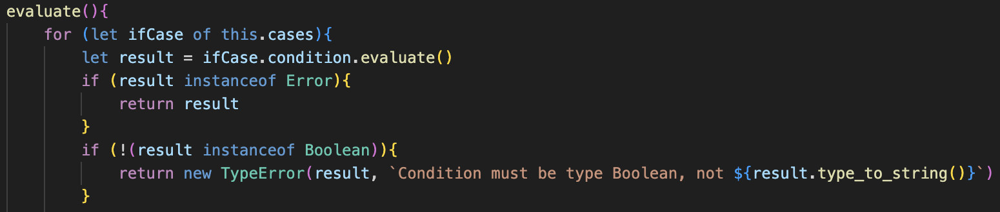 evaluate(){
for (let ifCase of this.cases){
let result = ifCase.condition.evaluate()
if (result instanceof Error){
return result
}
if (!(result instanceof Boolean)){
return new TypeError(result, `Condition must be type Boolean, not ${result.type_to_string()}`)
}